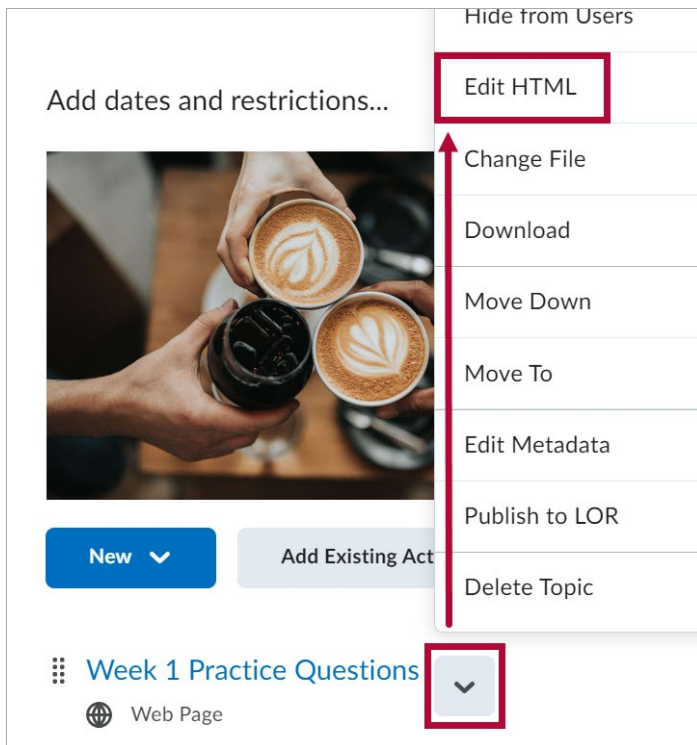 Hide from Users
Edit HTML
Add dates and restrictions...
Change File
Download
Move Down
Move To
Edit Metadata
Publish to LOR
New
Add Existing Act
Delete Topic
Week 1 Practice Questions
Web Page